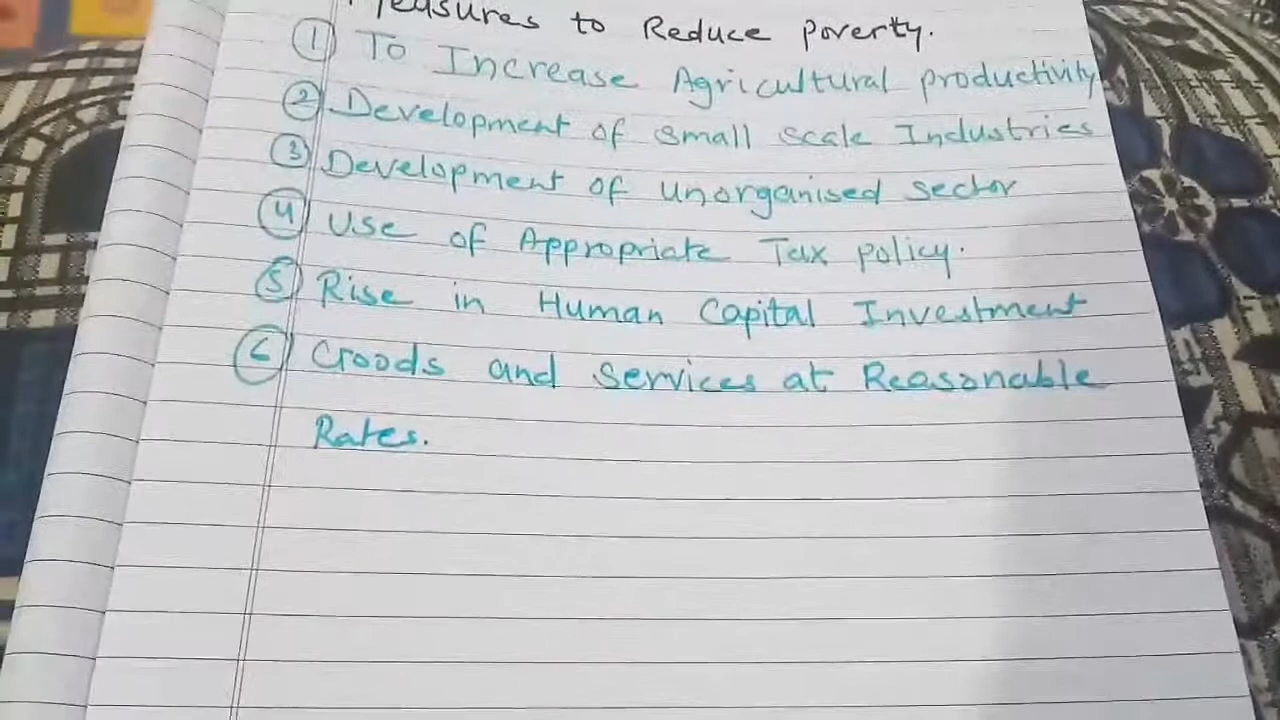 Measures to Reduce poverty.
① To Increase Agricultural productivity
② Development of small scale Industries
③ Development of unorganised sector
④ Use of Appropriate Tax policy.
⑤ Rise in Human Capital Investment
⑥ Goods and services at Reasonable
Rates.